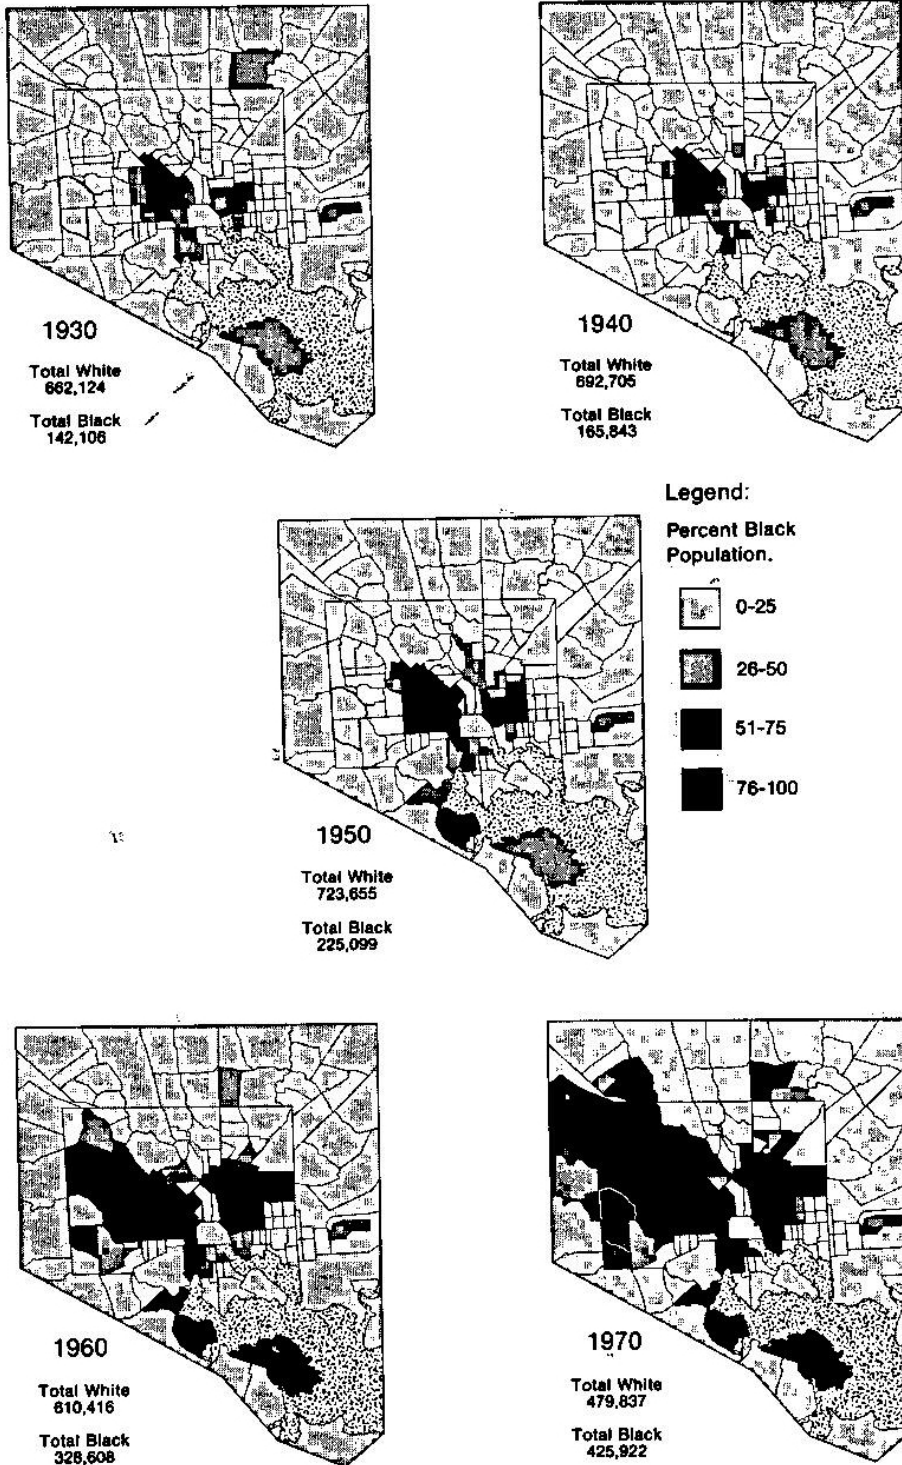 1930
Total White
662,124
Total Black
142,106
1940
Total White
692,705
Total Black
165,843
Legend:
Percent Black
Population.
0-25
26-50
51-75
76-100
1950
Total White
723,655
Total Black
225,099
1960
Total White
610,416
Total Black
328,608
1970
Total White
479,837
Total Black
425,922